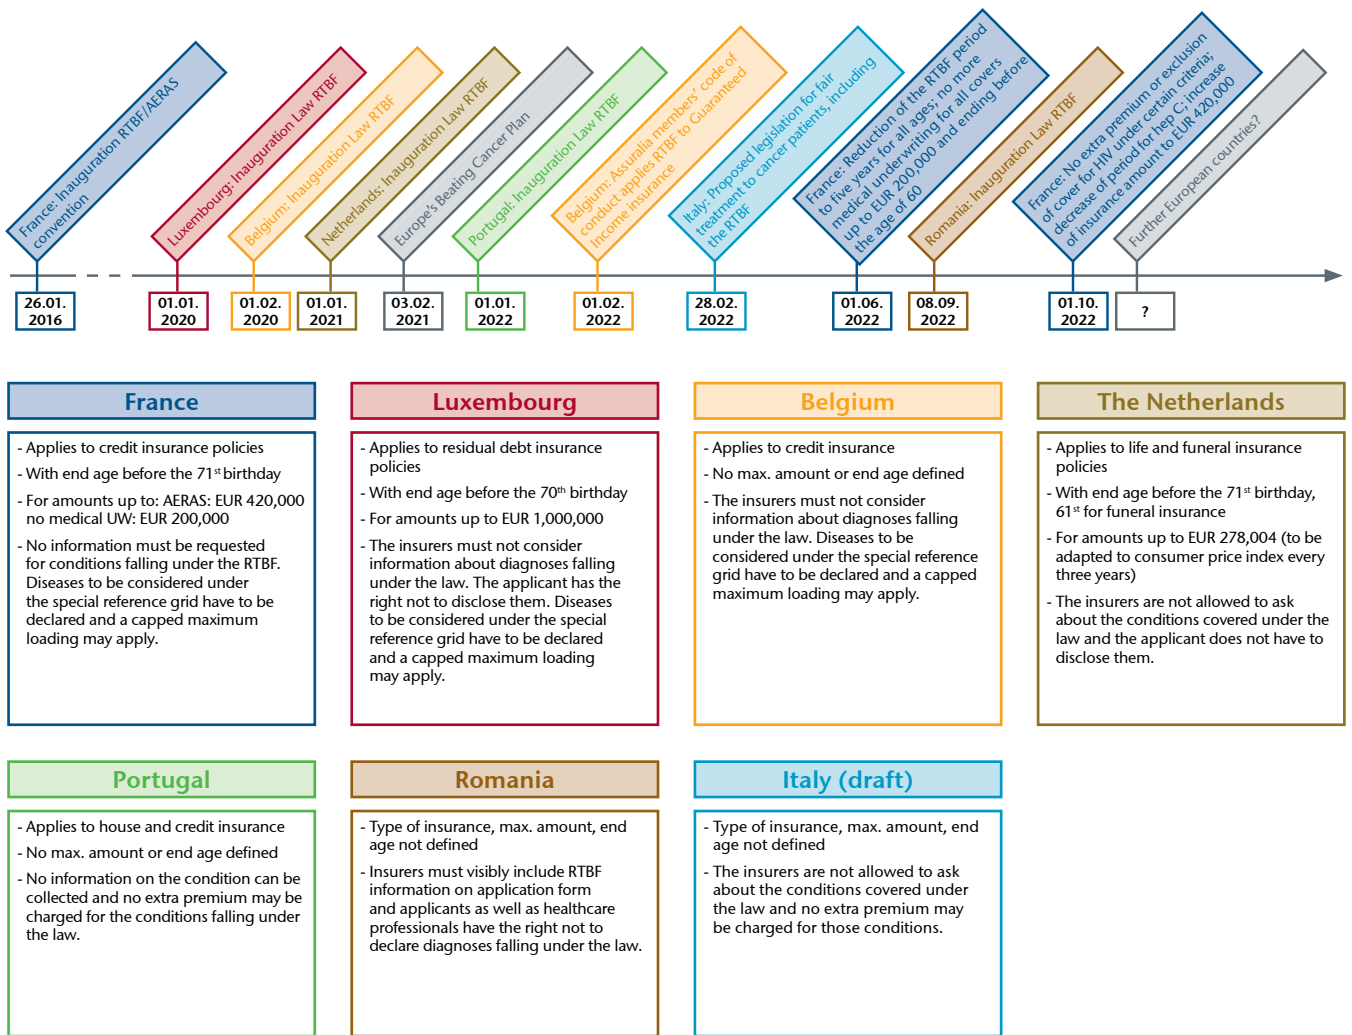 France: Inauguration RTBF/AERAS
convention
Luxembourg: Inauguration Law RTBF
Belgium: Inauguration Law RTBF
Netherlands: Inauguration Law RTBF
Europe's Beating Cancer Plan
Portugal: Inauguration Law RTBF
Belgium: Assuralia members' code of
conduct applies RTBF to Guaranteed
Income insurance
Italy: Proposed legislation for fair
treatment to cancer patients, including
the RTBF
France: Reduction of the RTBF period
to five years for all ages; no more
medical underwriting for all covers
up to EUR 200,000 and ending before
the age of 60
Romania: Inauguration Law RTBF
France: No extra premium or exclusion
of cover for HIV under certain criteria;
decrease of period for hep C; increase
of insurance amount to EUR 420,000
Further European countries?
26.01.
2016
01.01.
2020
01.02.
2020
01.01.
2021
03.02.
2021
01.01.
2022
01.02.
2022
28.02.
2022
01.06.
2022
08.09.
2022
01.10.
2022
?
France
- Applies to credit insurance policies
- With end age before the 71st birthday
- For amounts up to: AERAS: EUR 420,000
no medical UW: EUR 200,000
- No information must be requested
for conditions falling under the RTBF.
Diseases to be considered under
the special reference grid have to be
declared and a capped maximum
loading may apply.
Luxembourg
- Applies to residual debt insurance
policies
- With end age before the 70th birthday
- For amounts up to EUR 1,000,000
- The insurers must not consider
information about diagnoses falling
under the law. The applicant has the
right not to disclose them. Diseases
to be considered under the special
reference grid have to be declared
and a capped maximum loading
may apply.
Belgium
- Applies to credit insurance
- No max. amount or end age defined
- The insurers must not consider
information about diagnoses falling
under the law. Diseases to be
considered under the special reference
grid have to be declared and a capped
maximum loading may apply.
The Netherlands
- Applies to life and funeral insurance
policies
- With end age before the 71st birthday,
61st for funeral insurance
- For amounts up to EUR 278,004 (to be
adapted to consumer price index every
three years)
- The insurers are not allowed to ask
about the conditions covered under the
law and the applicant does not have to
disclose them.
Portugal
- Applies to house and credit insurance
- No max. amount or end age defined
- No information on the condition can be
collected and no extra premium may be
charged for the conditions falling under
the law.
Romania
- Type of insurance, max. amount, end
age not defined
- Insurers must visibly include RTBF
information on application form
and applicants as well as healthcare
professionals have the right not to
declare diagnoses falling under the law.
Italy (draft)
- Type of insurance, max. amount, end
age not defined
- The insurers are not allowed to ask
about the conditions covered under
the law and no extra premium may
be charged for those conditions.